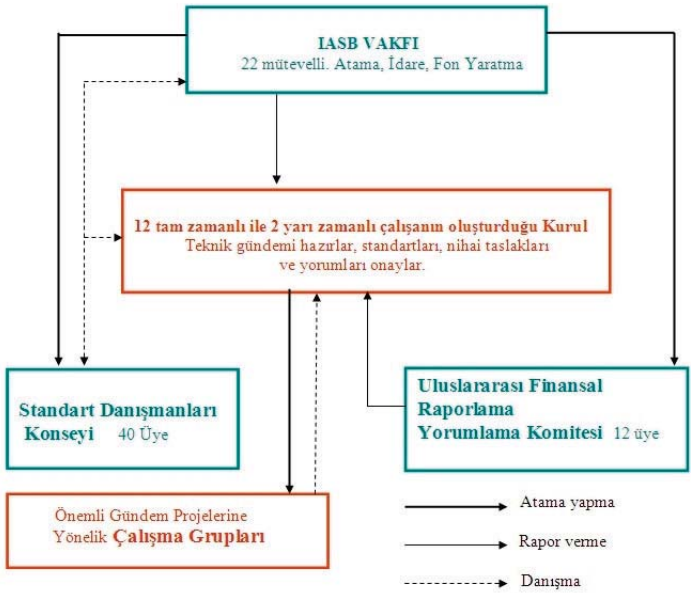 IASB VAKFI
22 mütevelli. Atama, İdare, Fon Yaratma
12 tam zamanlı ile 2 yarı zamanlı çalışanın oluşturduğu Kurul
Teknik gündemi hazırlar, standartları, nihai taslakları
ve yorumları onaylar.
Standart Danışmanları
Konseyi 40 Üye
Uluslararası Finansal
Raporlama
Yorumlama Komitesi 12 üye
Önemli Gündem Projelerine
Yönelik Çalışma Grupları
Atama yapma
Rapor verme
Danışma